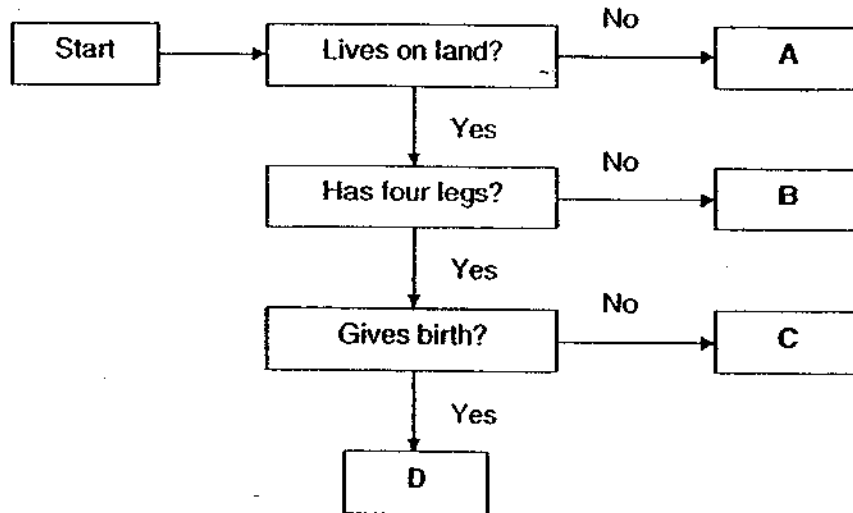 Start
Lives on land?
No
A
Yes
Has four legs?
No
B
Yes
Gives birth?
No
C
Yes
D